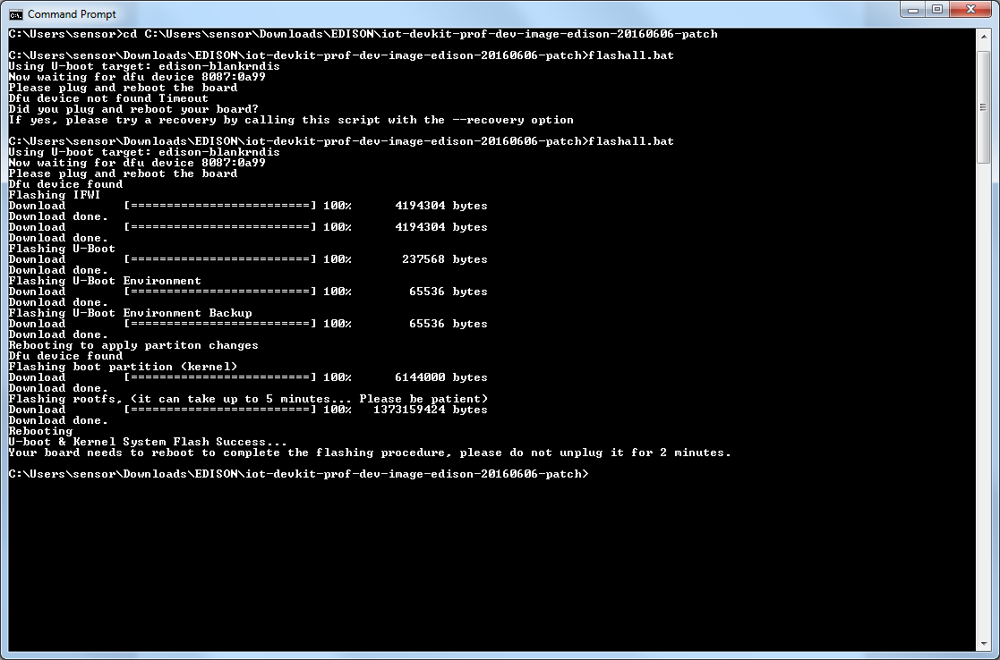 Command Prompt
C:\Users\sensor>cd C:\Users\sensor\Downloads\EDISON\iot-devkit-prof-dev-image-edison-20160606-patch
C:\Users\sensor\Downloads\EDISON\iot-devkit-prof-dev-image-edison-20160606-patch>flashall.bat
Using U-boot target: edison-blankrndis
Now waiting for dfu device 8087:0a99
Please plug and reboot the board
Dfu device not found Timeout
Did you plug and reboot your board?
If yes, please try a recovery by calling this script with the --recovery option
C:\Users\sensor\Downloads\EDISON\iot-devkit-prof-dev-image-edison-20160606-patch>flashall.bat
Using U-boot target: edison-blankrndis
Now waiting for dfu device 8087:0a99
Please plug and reboot the board
Dfu device found
Flashing IFWI
Download [=========================] 100% 4194304 bytes
Download done.
Download [=========================] 100% 4194304 bytes
Download done.
Flashing U-Boot
Download [=========================] 100% 237568 bytes
Download done.
Flashing U-Boot Environment
Download [=========================] 100% 65536 bytes
Download done.
Flashing U-Boot Environment Backup
Download [=========================] 100% 65536 bytes
Download done.
Rebooting to apply partiton changes
Dfu device found
Flashing boot partition (kernel)
Download [=========================] 100% 6144000 bytes
Download done.
Flashing rootfs, (it can take up to 5 minutes... Please be patient)
Download [=========================] 100% 1373159424 bytes
Download done.
Rebooting
U-boot & Kernel System Flash Success...
Your board needs to reboot to complete the flashing procedure, please do not unplug it for 2 minutes.
C:\Users\sensor\Downloads\EDISON\iot-devkit-prof-dev-image-edison-20160606-patch>